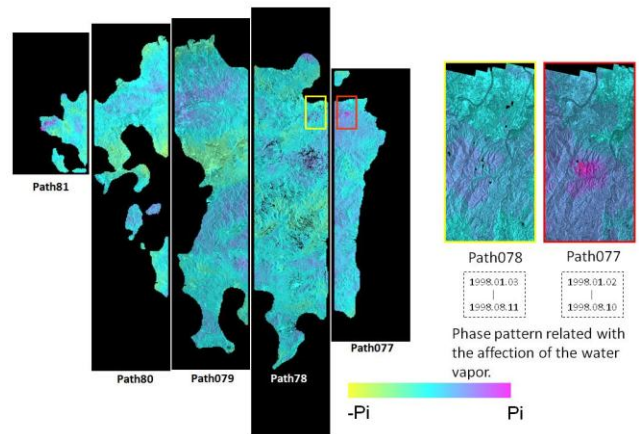 Path81
Path80
Path079
Path78
Path077
Path078
1998.01.03
|
1998.08.11
Path077
1998.01.02
|
1998.08.10
Phase pattern related with
the affection of the water
vapor.
-Pi
Pi